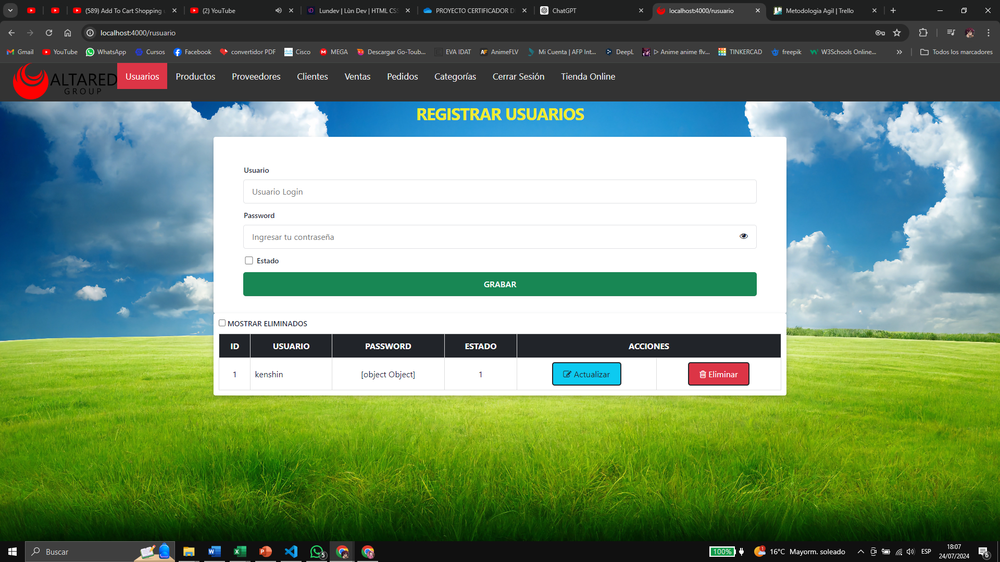 (589) Add To Cart Shopping
(2) YouTube
Lundev | Lùn Dev | HTML CSS
PROYECTO CERTIFICADOR D
ChatGPT
localhost:4000/rusuario
Metodologia Agil | Trello
localhost:4000/rusuario
Gmail
YouTube
WhatsApp
Cursos
Facebook
convertidor PDF
Cisco
MEGA
Descargar Go-Toub...
EVA IDAT
AnimeFLV
Mi Cuenta | AFP Int...
DeepL
▷ Anime anime flv...
TINKERCAD
freepik
W3Schools Online...
Todos los marcadores
ALTARED
GROUP
Usuarios
Productos
Proveedores
Clientes
Ventas
Pedidos
Categorías
Cerrar Sesión
Tienda Online
REGISTRAR USUARIOS
Usuario
Usuario Login
Password
Ingresar tu contraseña
Estado
GRABAR
MOSTRAR ELIMINADOS
ID USUARIO PASSWORD ESTADO ACCIONES
1 kenshin [object Object] 1 Actualizar Eliminar
Buscar
5
100%
1
16°C Mayorm. soleado
ESP
18:07
24/07/2024
6